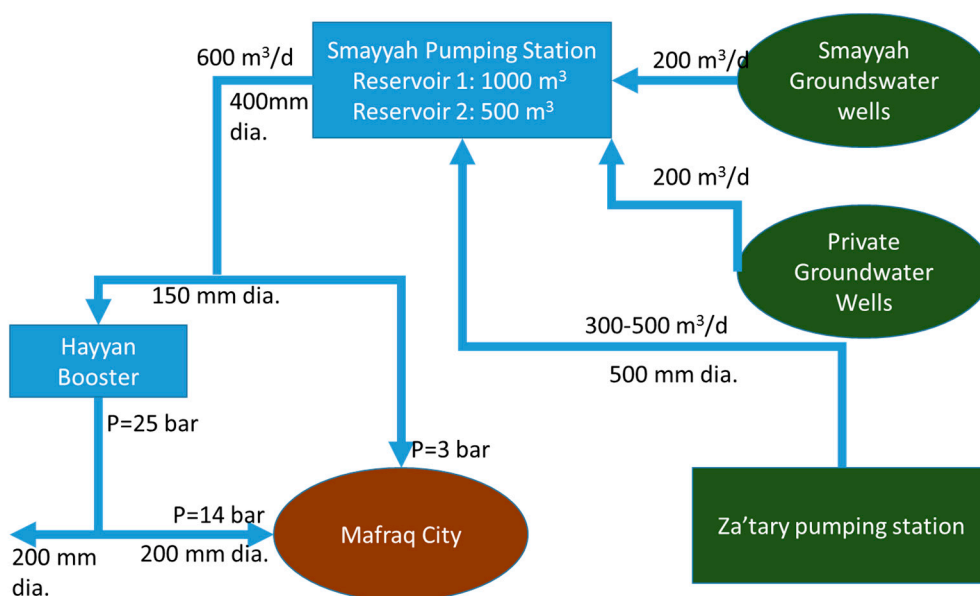 600 m³/d
400mm
dia.
Smayyah Pumping Station
Reservoir 1: 1000 m³
Reservoir 2: 500 m³
200 m³/d
Smayyah
Groundswater
wells
200 m³/d
Private
Groundwater
Wells
150 mm dia.
300-500 m³/d
500 mm dia.
Hayyan
Booster
P=25 bar
P=3 bar
P=14 bar
200 mm
dia.
200 mm dia.
Mafraq City
Za’tary pumping station